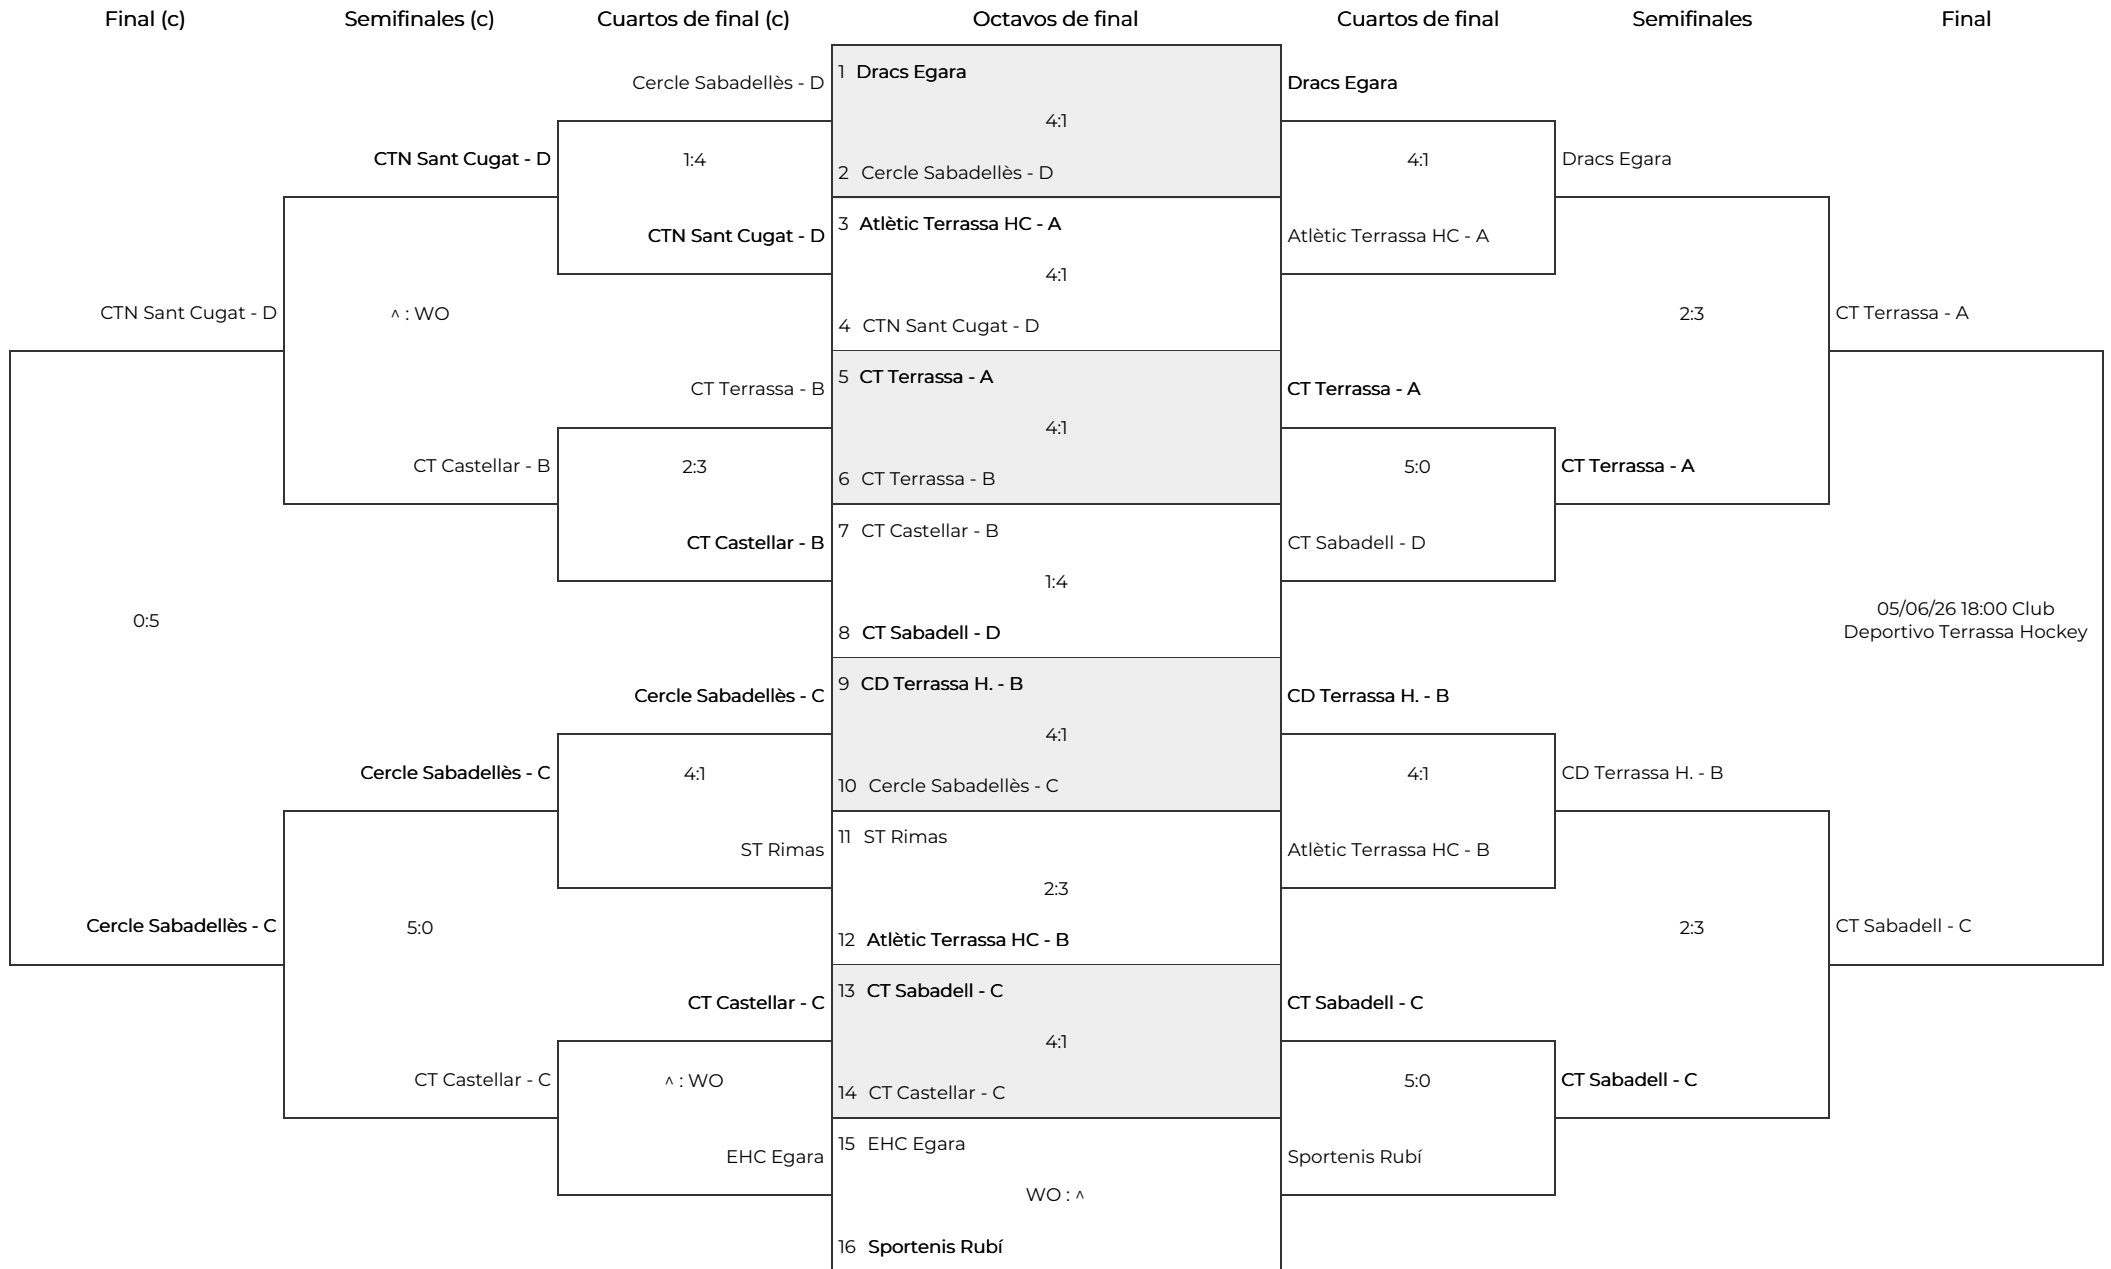 Final (c)
Semifinales (c)
Cuartos de final (c)
Octavos de final
Cuartos de final
Semifinales
Final
CTN Sant Cugat - D
0:5
Cercle Sabadellès - C
CTN Sant Cugat - D
^ : WO
CT Castellar - B
Cercle Sabadellès - C
5:0
CT Castellar - C
Cercle Sabadellès - D
1:4
CTN Sant Cugat - D
CT Terrassa - B
2:3
CT Castellar - B
Cercle Sabadellès - C
4:1
ST Rimas
CT Castellar - C
^ : WO
EHC Egara
1 Dracs Egara
4:1
2 Cercle Sabadellès - D
3 Atlètic Terrassa HC - A
4:1
4 CTN Sant Cugat - D
5 CT Terrassa - A
4:1
6 CT Terrassa - B
7 CT Castellar - B
1:4
8 CT Sabadell - D
9 CD Terrassa H. - B
4:1
10 Cercle Sabadellès - C
11 ST Rimas
2:3
12 Atlètic Terrassa HC - B
13 CT Sabadell - C
4:1
14 CT Castellar - C
15 EHC Egara
WO : ^
16 Sportenis Rubí
Dracs Egara
4:1
Atlètic Terrassa HC - A
CT Terrassa - A
5:0
CT Sabadell - D
CD Terrassa H. - B
4:1
Atlètic Terrassa HC - B
CT Sabadell - C
5:0
Sportenis Rubí
Dracs Egara
2:3
CT Terrassa - A
CD Terrassa H. - B
2:3
CT Sabadell - C
CT Terrassa - A
05/06/26 18:00 Club
Deportivo Terrassa Hockey
CT Sabadell - C